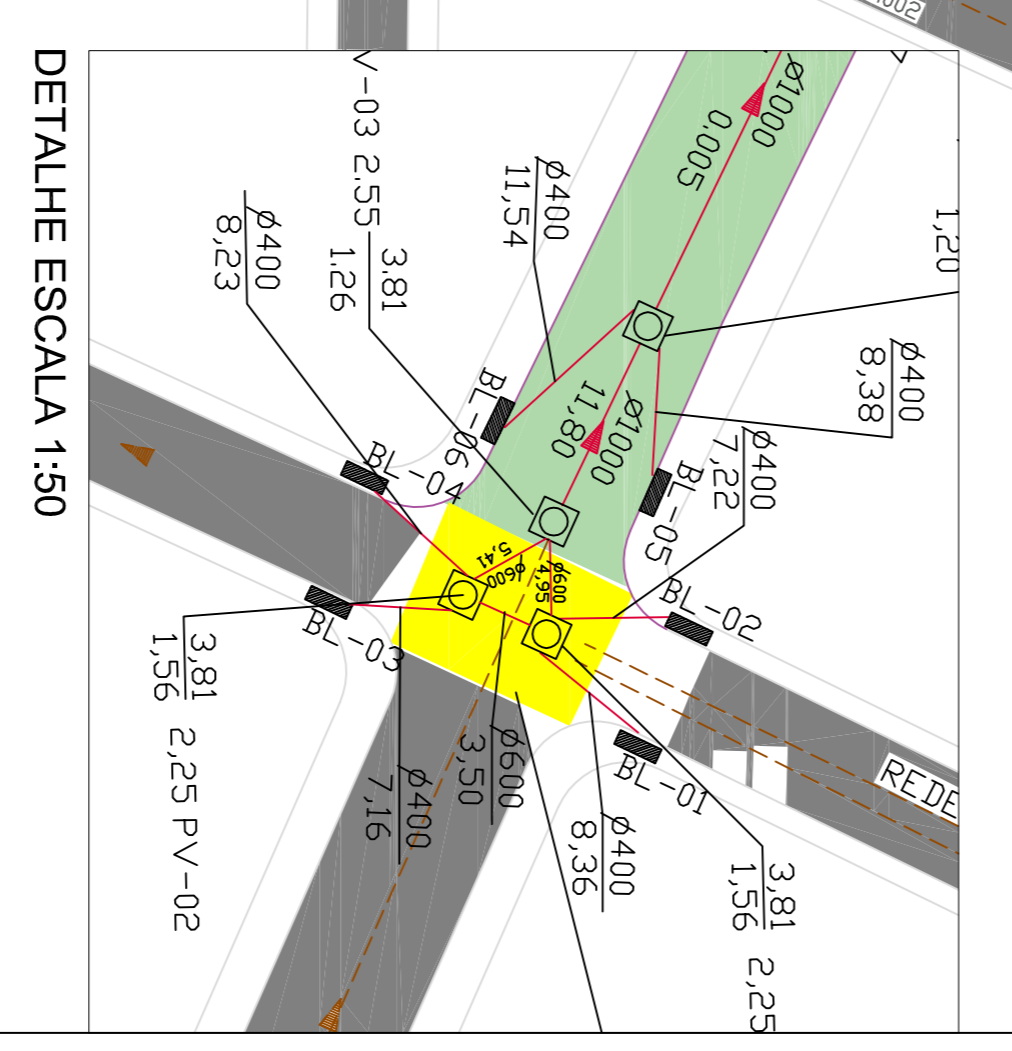 DETALHE ESCALA 1:50
V-03 2,55
3.81
1.26
ø400
11,54
ø400
8,23
ø1000
0.005
1,20
ø400
8,38
ø1000
11,80
ø400
7,22
BL-06
BL-04
BL-05
BL-02
BL-03
BL-01
5,41
ø600
ø600
4,95
3,81
1,56
2,25 PV-02
ø600
3,50
ø400
7,16
ø400
8,36
3,81
1,56
2,25
REDE